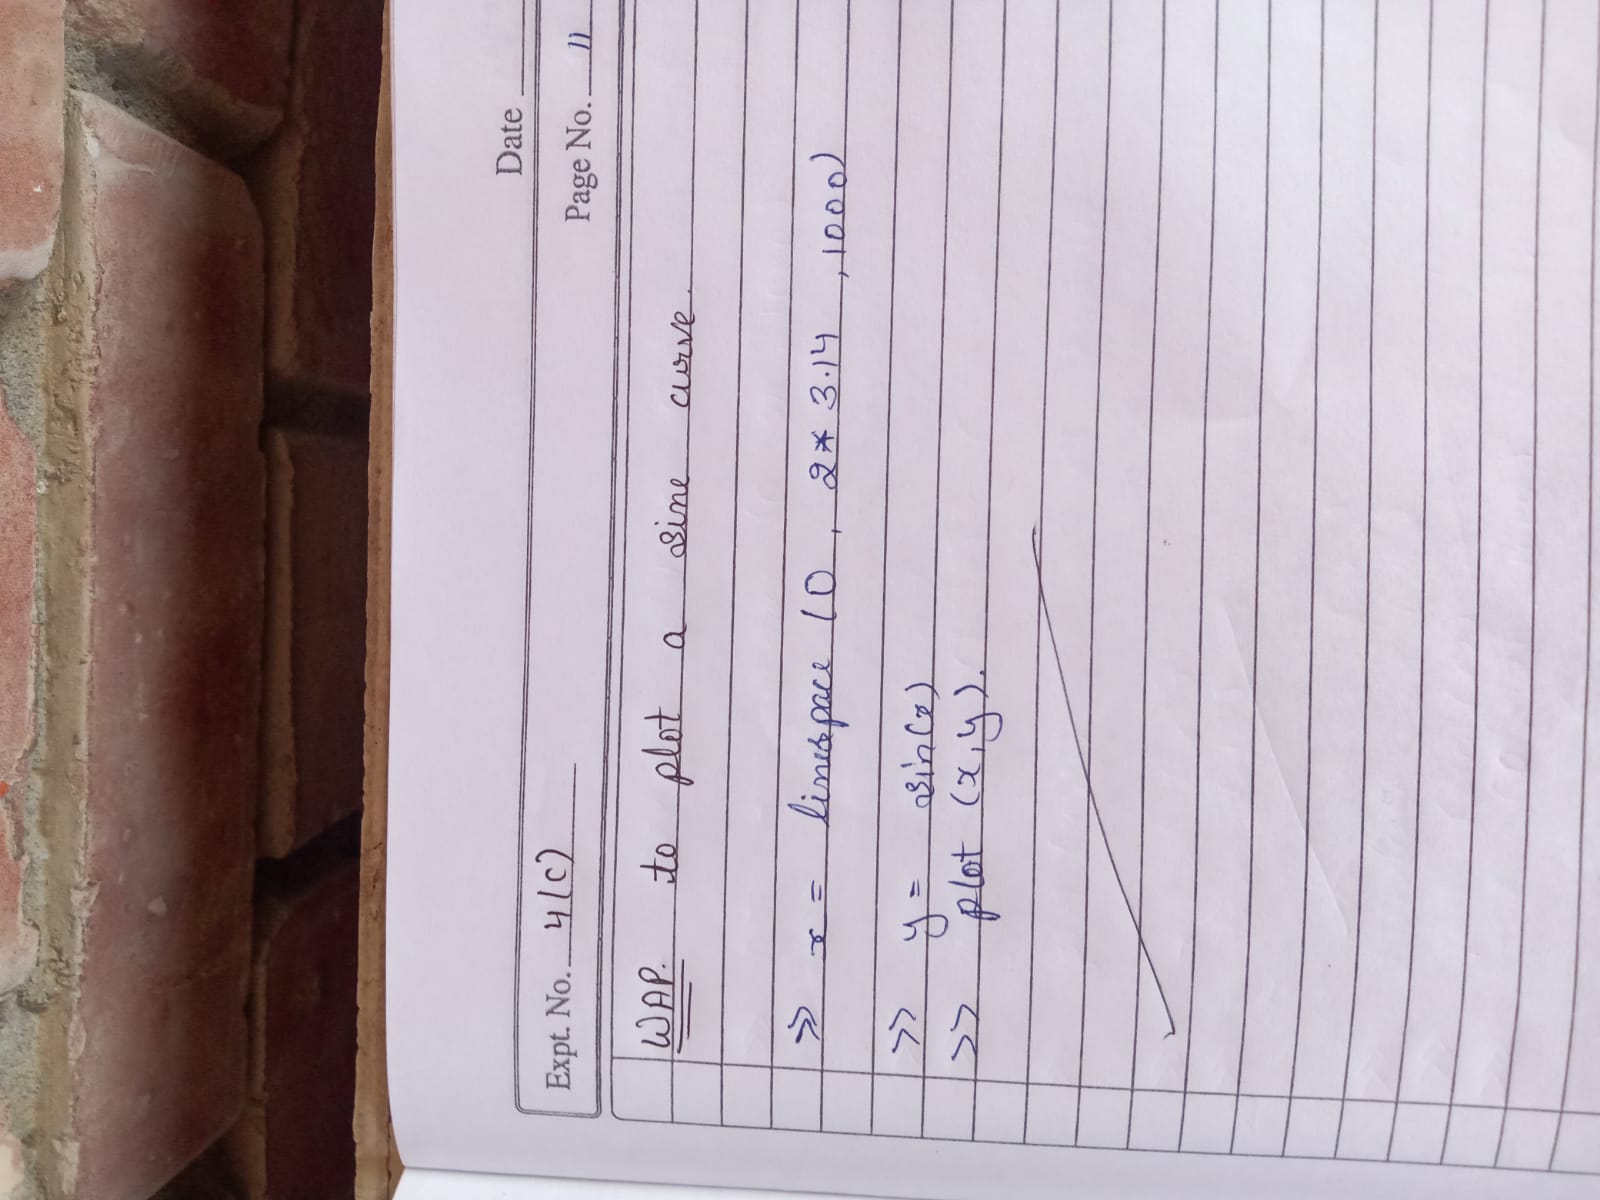 Date
Expt. No. 4(C)
Page No. 11
WAP. to plot a sine curve.
>> x = linespace (0, 2*3.14, 1000)
>> y = sin(x)
>> plot (x,y).